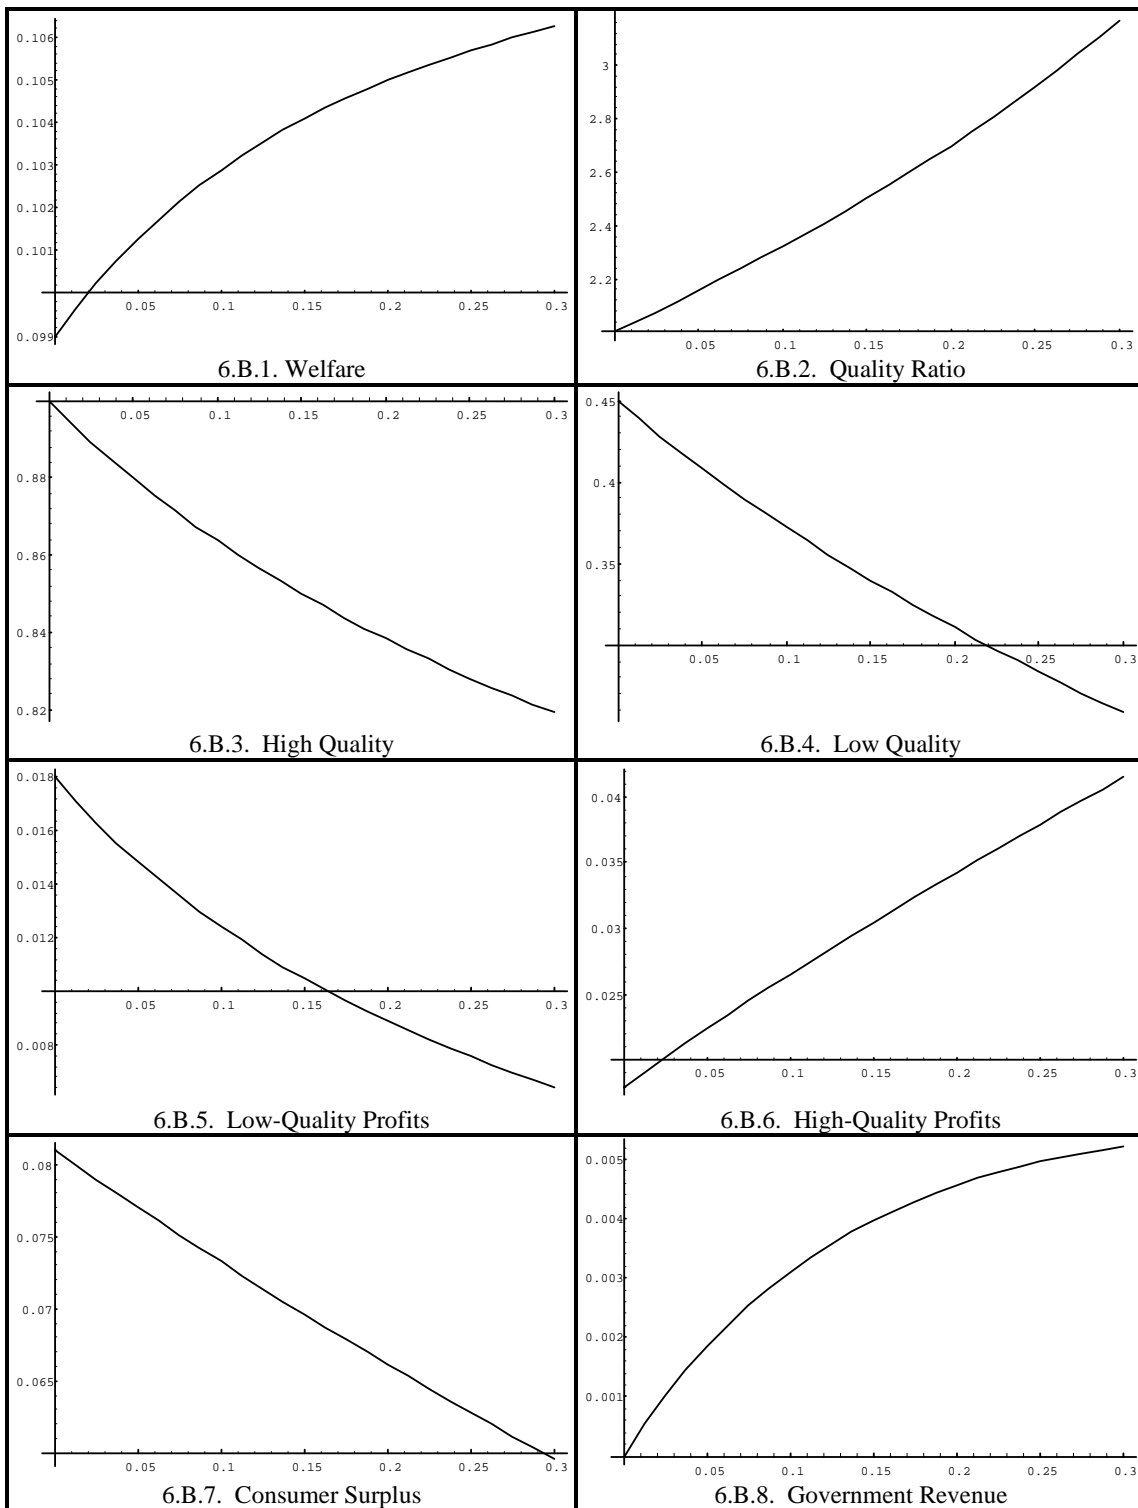 0.106
0.105
0.104
0.103
0.102
0.101
0.099
0.05 0.1 0.15 0.2 0.25 0.3
6.B.1. Welfare
3
2.8
2.6
2.4
2.2
0.05 0.1 0.15 0.2 0.25 0.3
6.B.2. Quality Ratio
0.05 0.1 0.15 0.2 0.25 0.3
0.88
0.86
0.84
0.82
6.B.3. High Quality
0.45
0.4
0.35
0.05 0.1 0.15 0.2 0.25 0.3
6.B.4. Low Quality
0.018
0.016
0.014
0.012
0.05 0.1 0.15 0.2 0.25 0.3
0.008
6.B.5. Low-Quality Profits
0.04
0.035
0.03
0.025
0.05 0.1 0.15 0.2 0.25 0.3
6.B.6. High-Quality Profits
0.08
0.075
0.07
0.065
0.05 0.1 0.15 0.2 0.25 0.3
6.B.7. Consumer Surplus
0.005
0.004
0.003
0.002
0.001
0.05 0.1 0.15 0.2 0.25 0.3
6.B.8. Government Revenue